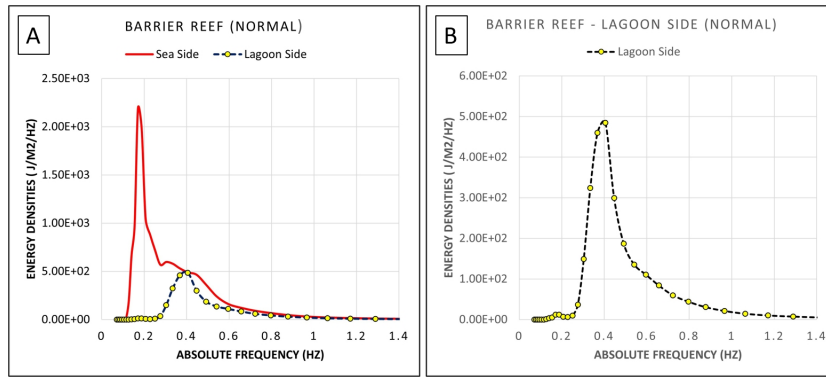 A
BARRIER REEF (NORMAL)
Sea Side
Lagoon Side
2.50E+03
2.00E+03
1.50E+03
1.00E+03
5.00E+02
0.00E+00
0 0.2 0.4 0.6 0.8 1 1.2 1.4
ENERGY DENSITIES ( J/M2/HZ)
ABSOLUTE FREQUENCY (HZ)
B
BARRIER REEF - LAGOON SIDE (NORMAL)
Lagoon Side
6.00E+02
5.00E+02
4.00E+02
3.00E+02
2.00E+02
1.00E+02
0.00E+00
0 0.2 0.4 0.6 0.8 1 1.2 1.4
ENERGY DENSITIES ( J/M2/HZ)
ABSOLUTE FREQUENCY (HZ)